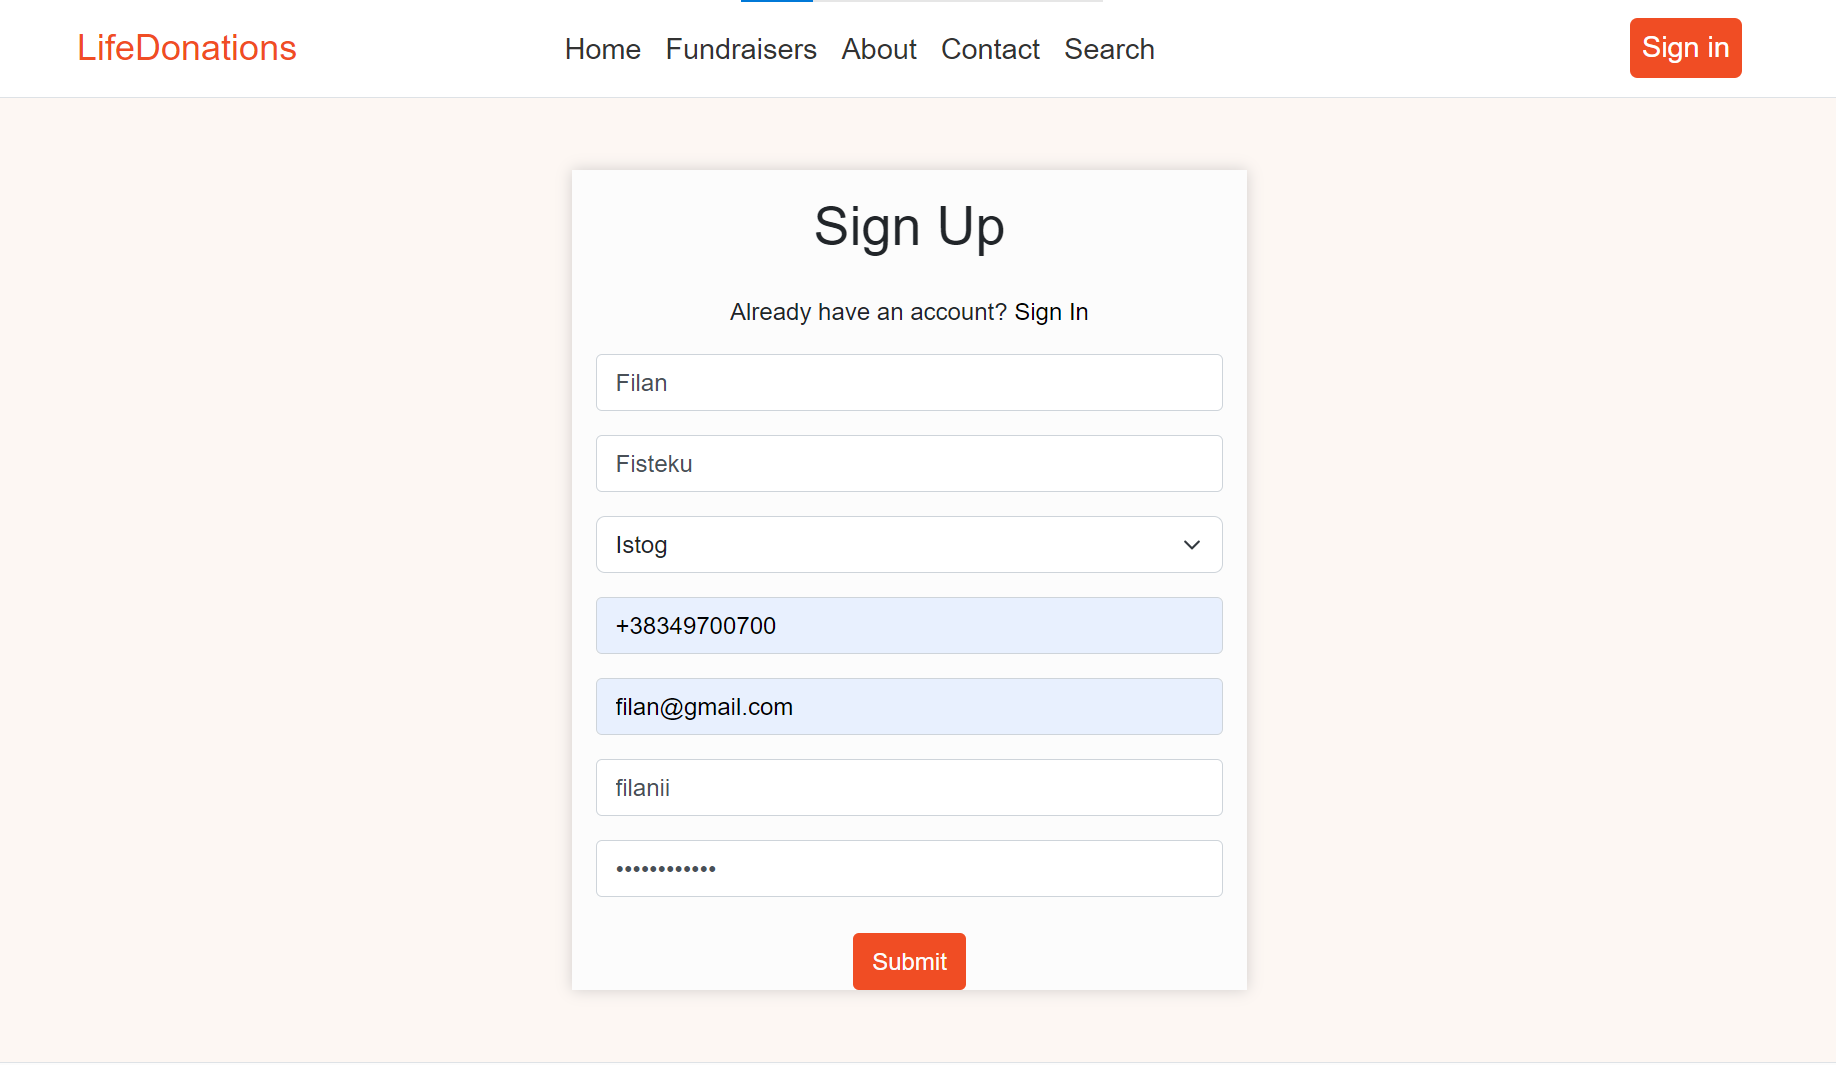 LifeDonations
Home Fundraisers About Contact Search
Sign in
Sign Up
Already have an account? Sign In
Filan
Fisteku
Istog
+38349700700
filan@gmail.com
filanii
••••••••••••
Submit